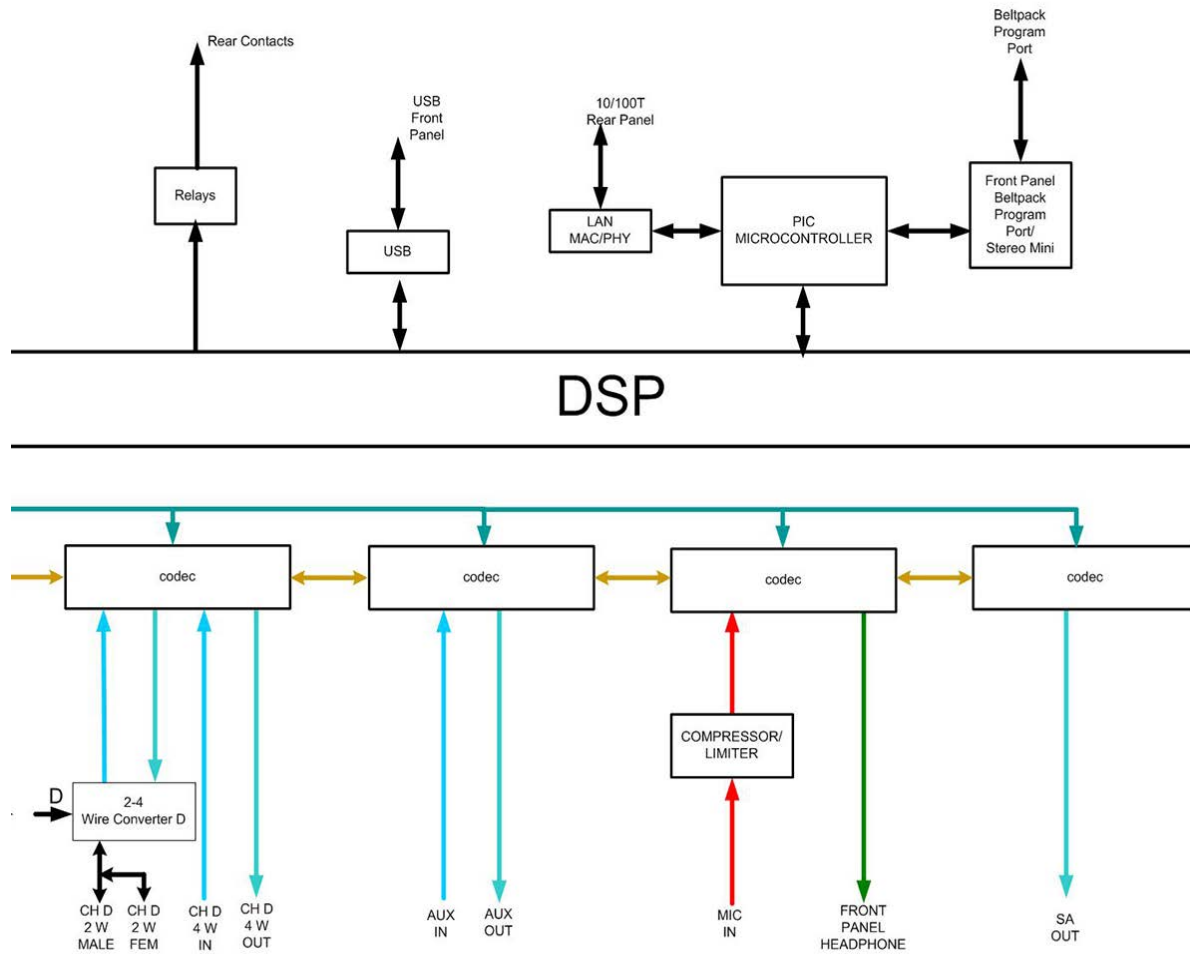 Rear Contacts
USB
Front
Panel
10/100T
Rear Panel
Beltpack
Program
Port
Relays
USB
LAN
MAC/PHY
PIC
MICROCONTROLLER
Front Panel
Beltpack
Program
Port/
Stereo Mini
DSP
codec
codec
codec
codec
COMPRESSOR/
LIMITER
D
2-4
Wire Converter D
CH D
2 W
MALE
CH D
2 W
FEM
CH D
4 W
IN
CH D
4 W
OUT
AUX
IN
AUX
OUT
MIC
IN
FRONT
PANEL
HEADPHONE
SA
OUT